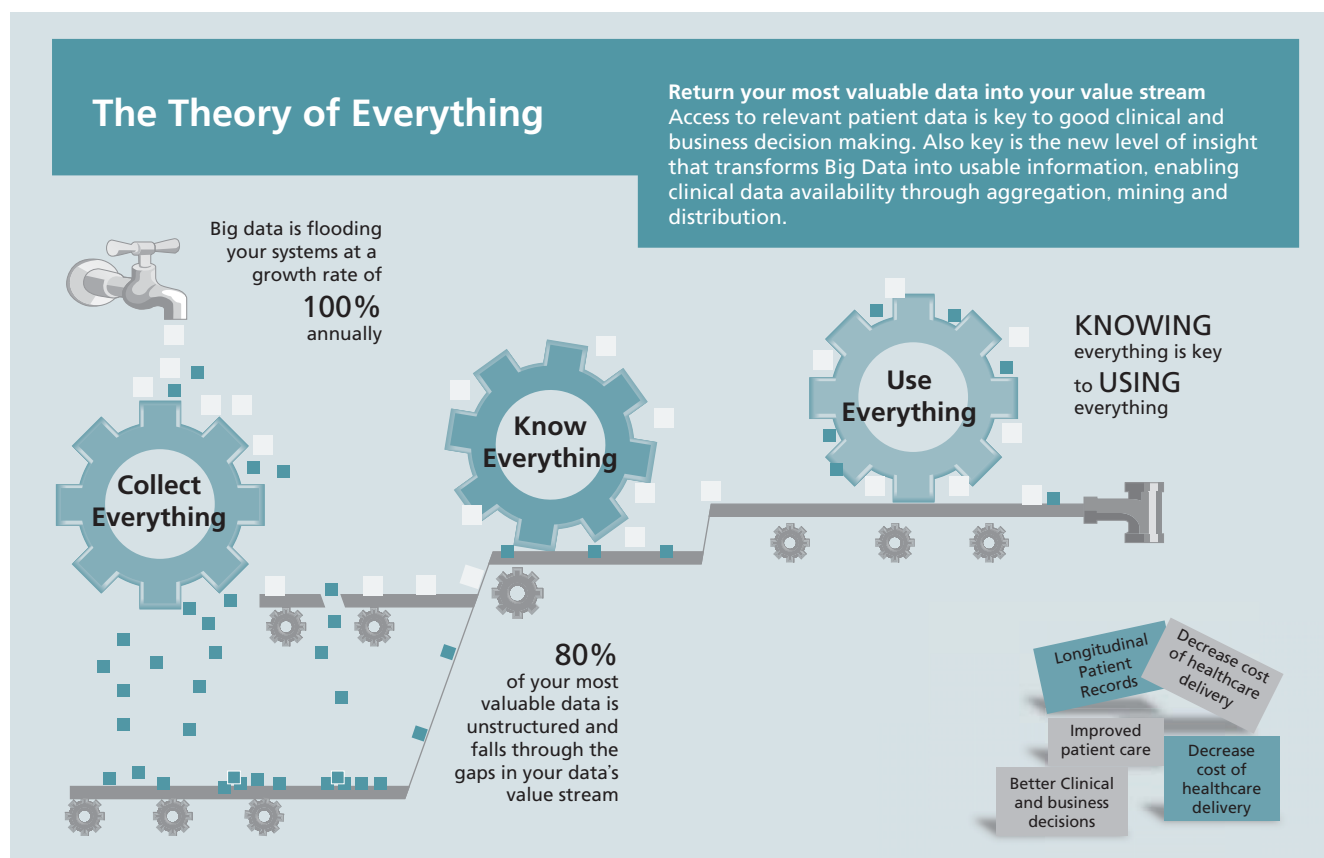 The Theory of Everything
Return your most valuable data into your value stream
Access to relevant patient data is key to good clinical and
business decision making. Also key is the new level of insight
that transforms Big Data into usable information, enabling
clinical data availability through aggregation, mining and
distribution.
Big data is flooding
your systems at a
growth rate of
100%
annually
Collect
Everything
Know
Everything
Use
Everything
KNOWING
everything is key
to USING
everything
80%
of your most
valuable data is
unstructured and
falls through the
gaps in your data's
value stream
Longitudinal
Patient
Records
Decrease cost
of healthcare
delivery
Improved
patient care
Decrease
cost of
healthcare
delivery
Better Clinical
and business
decisions